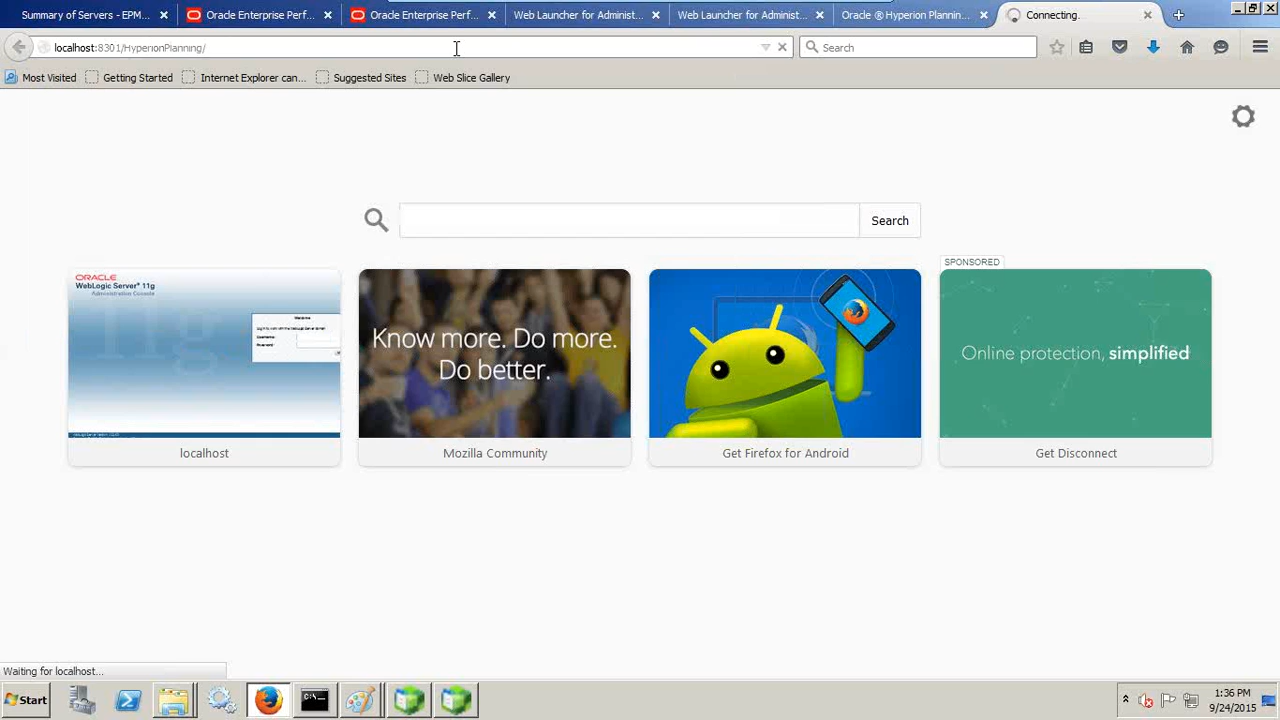 Summary of Servers - EPM...
Oracle Enterprise Perf...
Oracle Enterprise Perf...
Web Launcher for Administ...
Web Launcher for Administ...
Oracle ® Hyperion Plannin...
Connecting.
localhost:8301/HyperionPlanning/
Search
Most Visited
Getting Started
Internet Explorer can...
Suggested Sites
Web Slice Gallery
Search
SPONSORED
ORACLE
WebLogic Server® 11g
Administration Console
Welcome
Know more. Do more.
Do better.
Online protection, simplified
localhost
Mozilla Community
Get Firefox for Android
Get Disconnect
Waiting for localhost...
Start
1:36 PM
9/24/2015